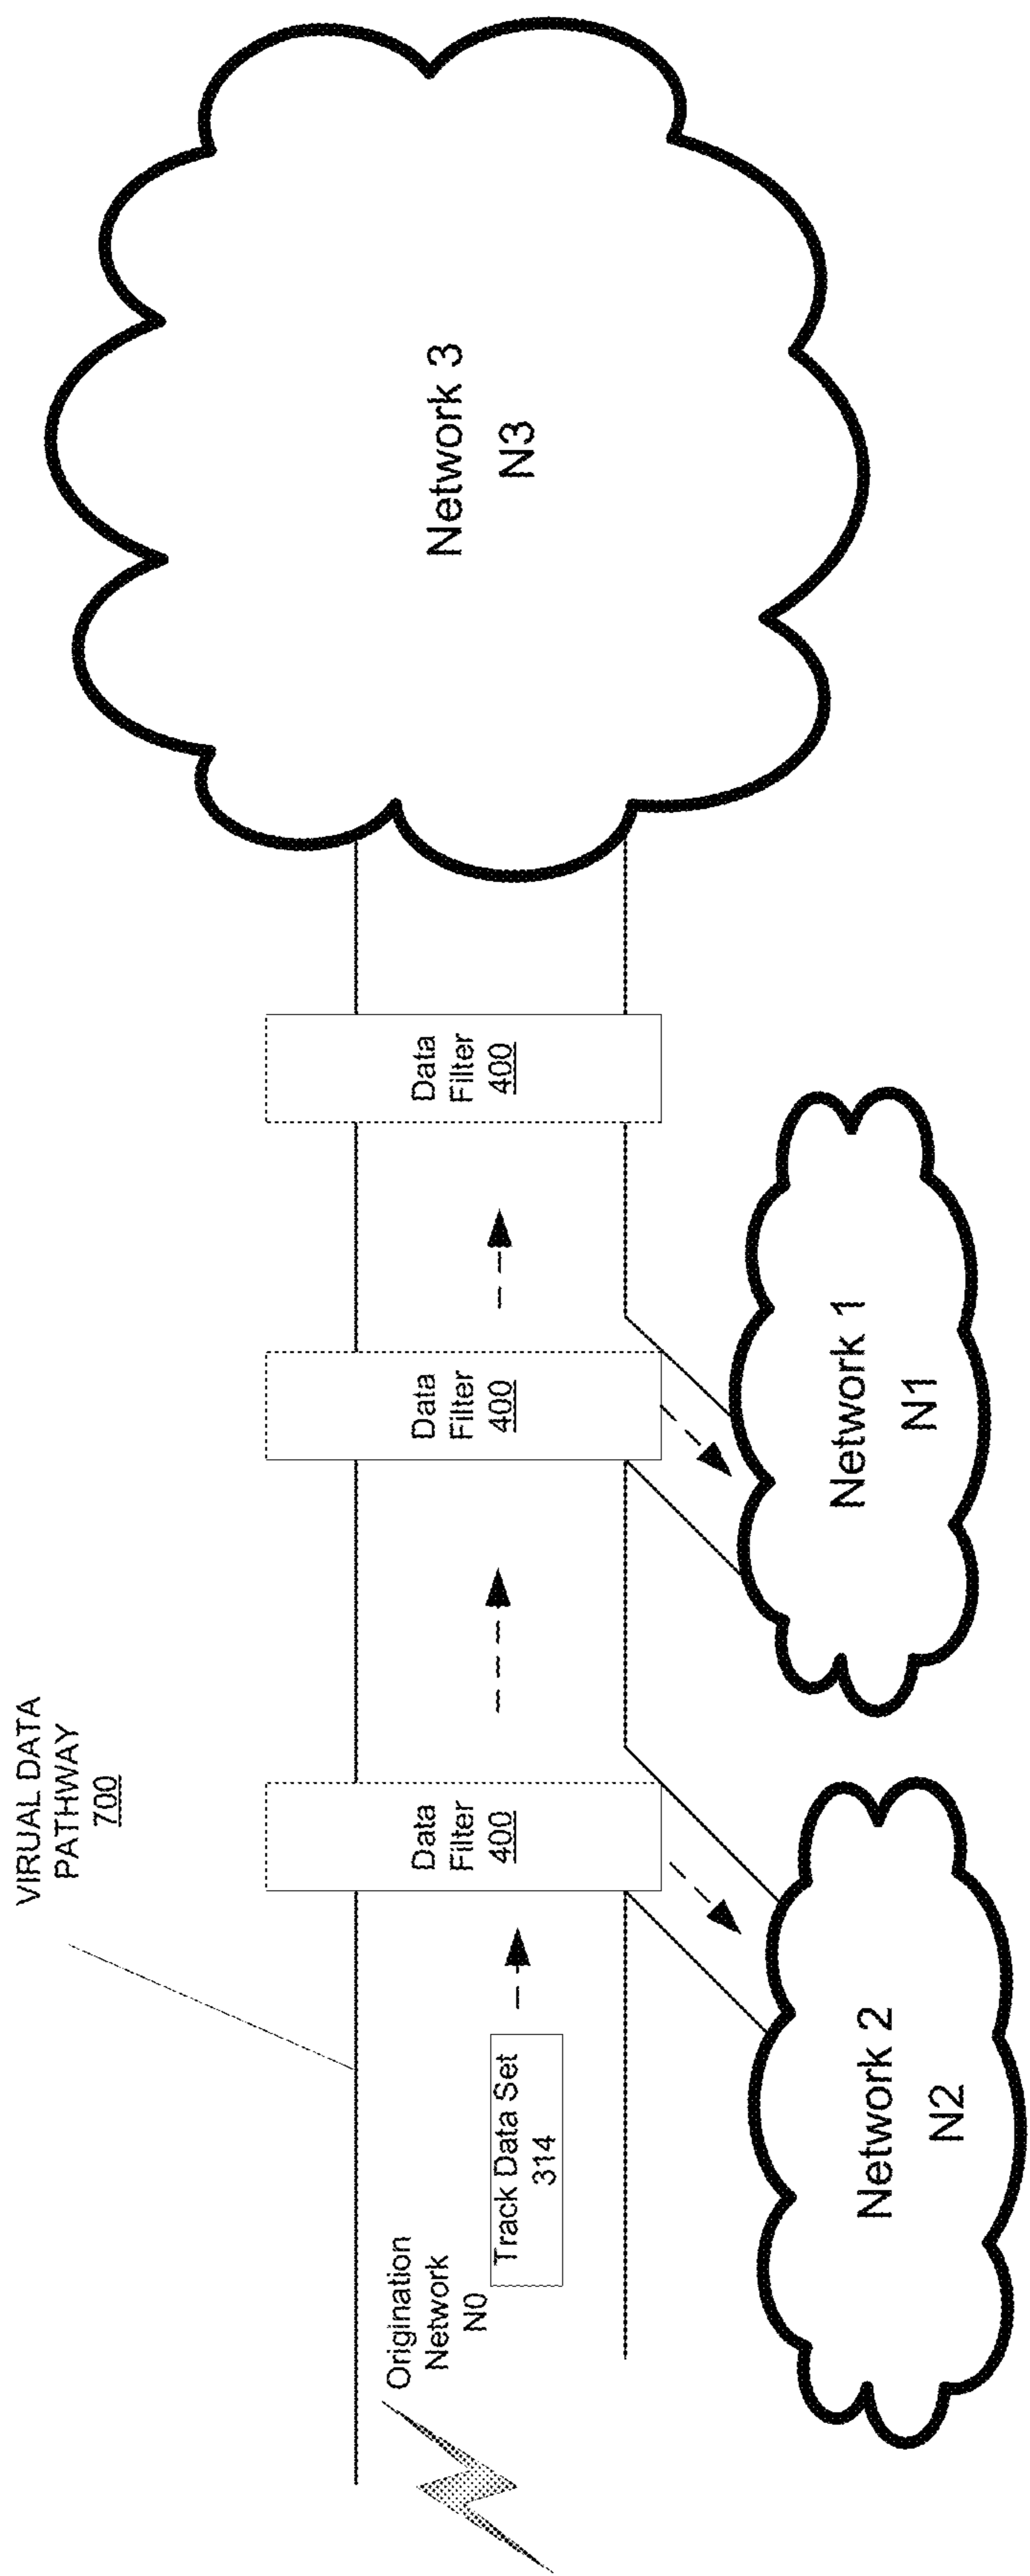 VIRUAL DATA
PATHWAY
700
Origination
Network
N0
Track Data Set
314
Data
Filter
400
Data
Filter
400
Data
Filter
400
Network 3
N3
Network 2
N2
Network 1
N1